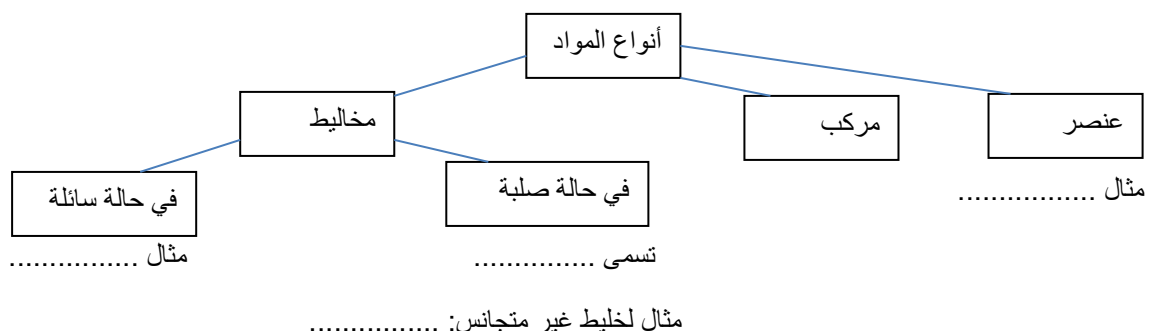 أنواع المواد
عنصر
مركب
مخاليط
مثال ................
في حالة صلبة
في حالة سائلة
تسمى ...............
مثال ................
مثال لخليط غير متجانس: ................